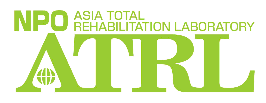 NPO ASIA TOTAL
REHABILITATION LABORATORY
ATRL